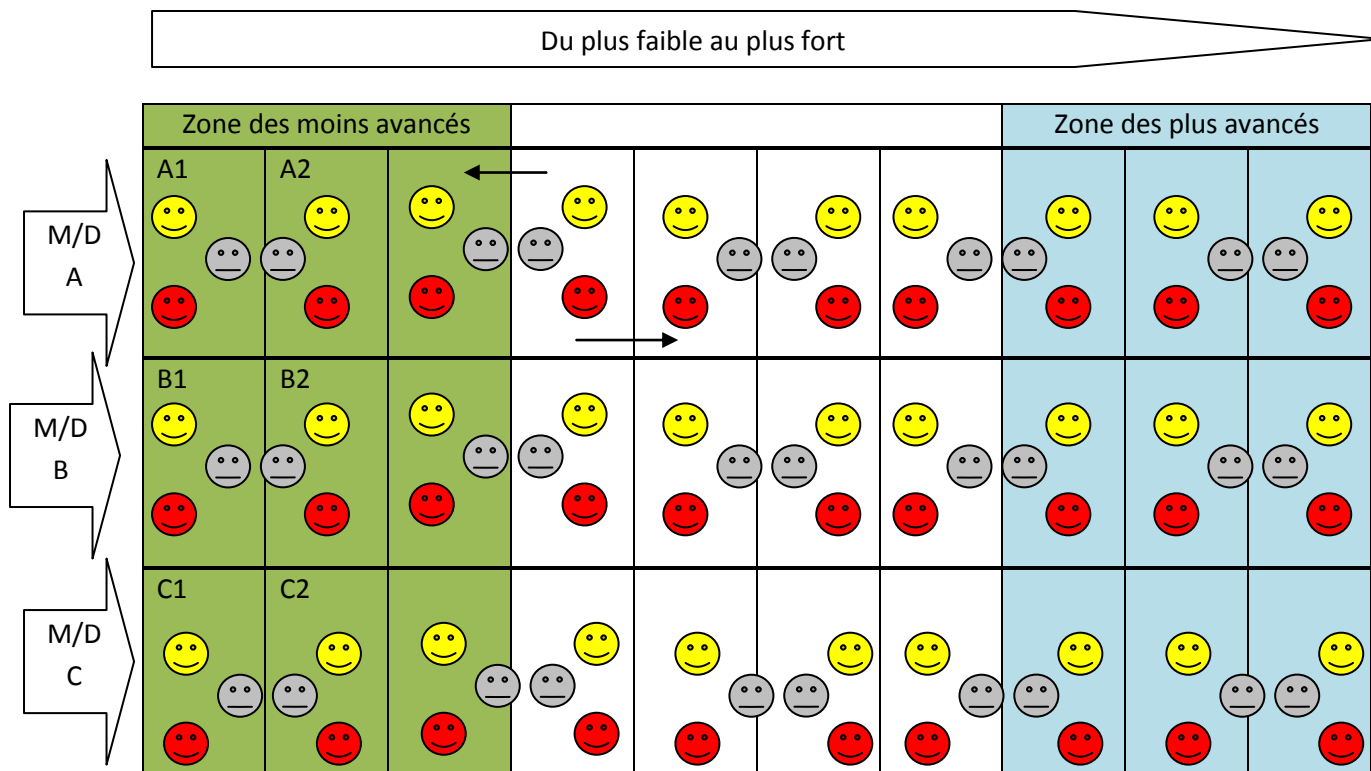 Du plus faible au plus fort
Zone des moins avancés
Zone des plus avancés
M/D
A
A1
A2
M/D
B
B1
B2
M/D
C
C1
C2